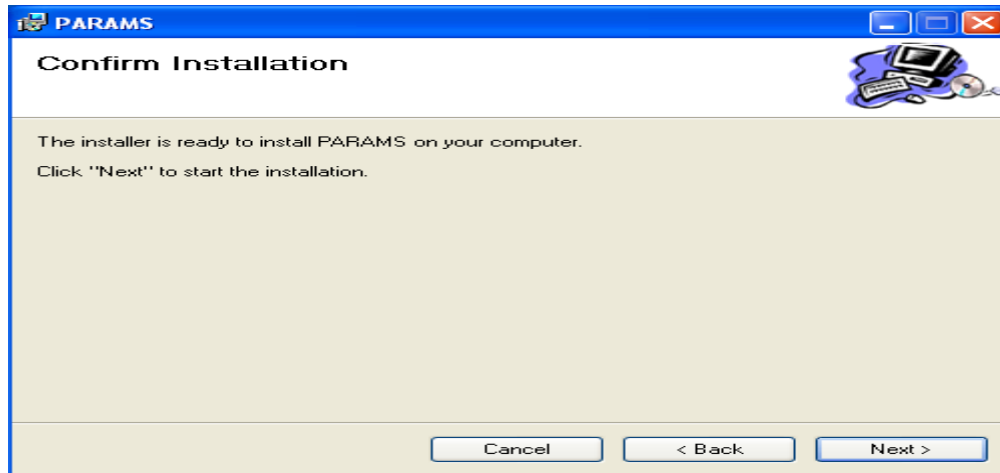 PARAMS
Confirm Installation
The installer is ready to install PARAMS on your computer.
Click "Next" to start the installation.
Cancel
< Back
Next >